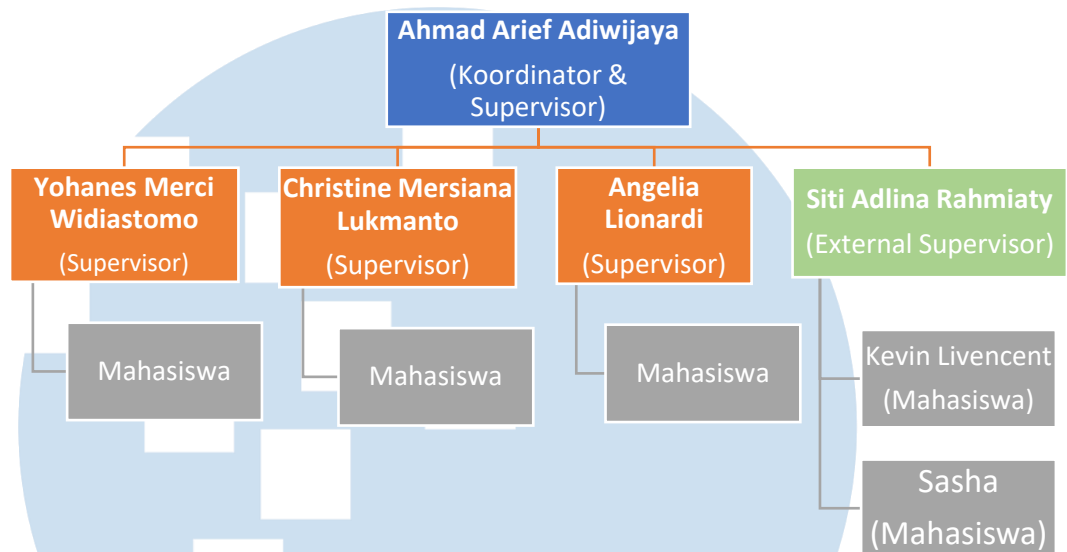 Ahmad Arief Adiwijaya
(Koordinator &
Supervisor)
Yohanes Merci
Widiastomo
(Supervisor)
Christine Mersiana
Lukmanto
(Supervisor)
Angelia
Lionardi
(Supervisor)
Siti Adlina Rahmiaty
(External Supervisor)
Mahasiswa
Mahasiswa
Mahasiswa
Kevin Livencent
(Mahasiswa)
Sasha
(Mahasiswa)